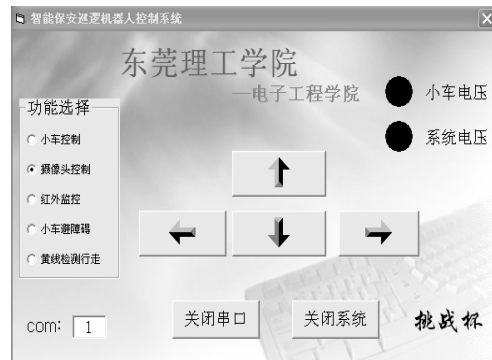 智能保安巡逻机器人控制系统
东莞理工学院
—电子工程学院
小车电压
系统电压
功能选择
小车控制
摄像头控制
红外监控
小车避障碍
黄线检测行走
com: 1
关闭串口
关闭系统
挑战杯